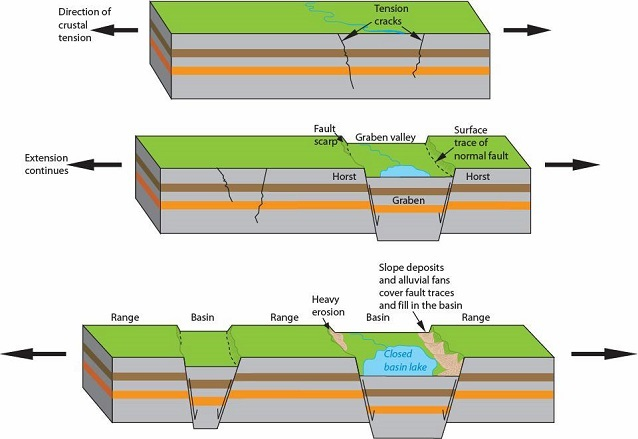 Direction of
crustal
tension
Tension
cracks
Extension
continues
Fault
scarp
Graben valley
Surface
trace of
normal fault
Horst
Horst
Graben
Slope deposits
and alluvial fans
cover fault traces
and fill in the basin
Heavy
erosion
Range
Basin
Range
Basin
Range
Closed
basin lake